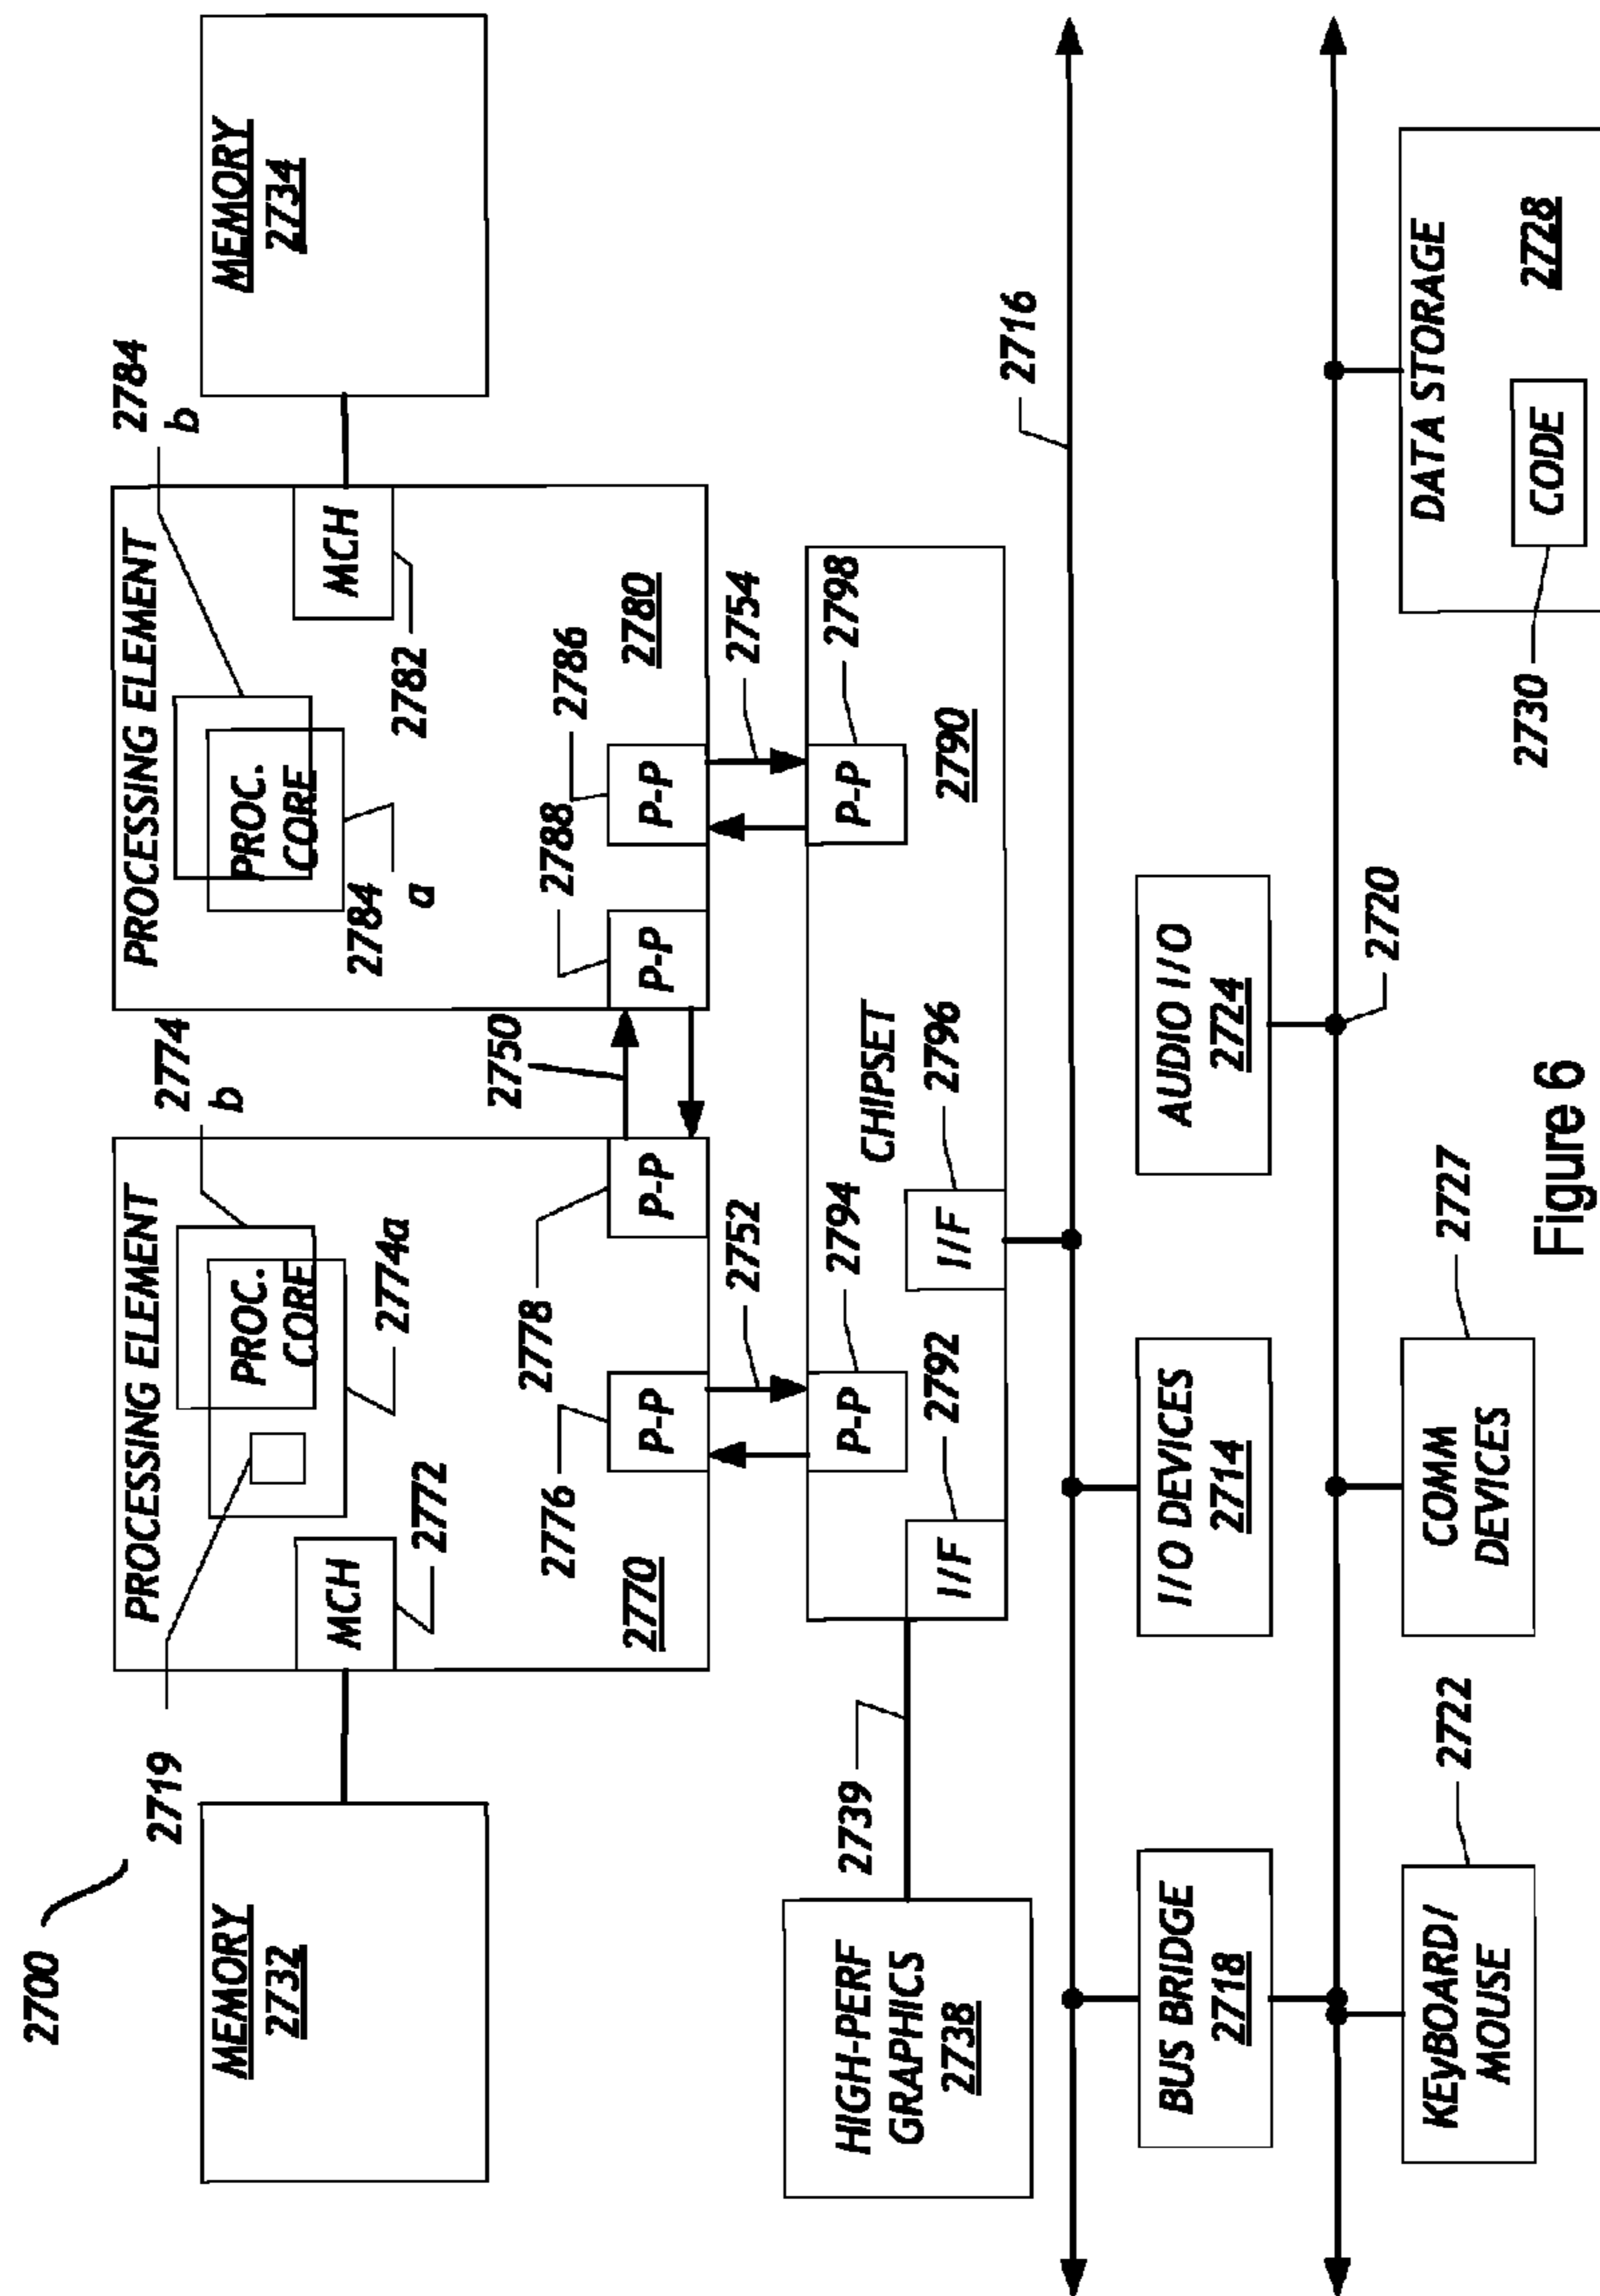 2700
2719
2774
b
2784
b
PROCESSING ELEMENT
PROCESSING ELEMENT
MEMORY
2732
MEMORY
2734
PROC.
CORE
PROC.
CORE
MCH
MCH
2774a
2784
a
2772
2782
2750
2776
2778
2788
2786
2770
2780
P-P
P-P
P-P
P-P
2752
2754
2739
2794
2798
HIGH-PERF
GRAPHICS
2738
P-P
P-P
CHIPSET
2792
2796
2790
I/F
I/F
2716
BUS BRIDGE
2718
I/O DEVICES
2714
AUDIO I/O
2724
2720
KEyBOARD/
MOUSE
2722
COMM
DEVICES
2727
DATA STORAGE
2728
CODE
2730
Figure 6